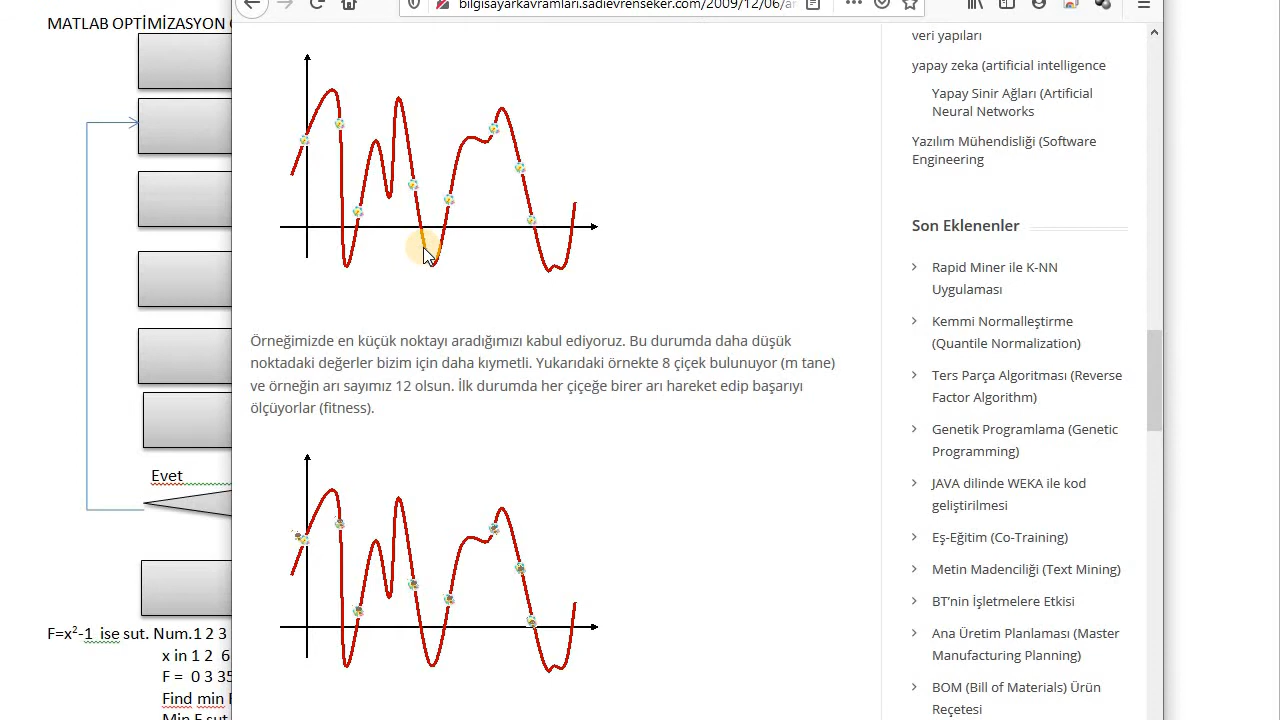 MATLAB OPTİMİZASYON
bilgisayarkavramlari.sadievrenseker.com/2009/12/06/ar
Örneğimizde en küçük noktayı aradığımızı kabul ediyoruz. Bu durumda daha düşük
noktadaki değerler bizim için daha kıymetli. Yukarıdaki örnekte 8 çiçek bulunuyor (m tane)
ve örneğin arı sayımız 12 olsun. İlk durumda her çiçeğe birer arı hareket edip başarıyı
ölçüyorlar (fitness).
Evet
F=x²-1 ise sut. Num.1 2 3
x in 1 2 6
F = 0 3 35
Find min
Min F sut
veri yapıları
yapay zeka (artificial intelligence
Yapay Sinir Ağları (Artificial
Neural Networks
Yazılım Mühendisliği (Software
Engineering
Son Eklenenler
Rapid Miner ile K-NN
Uygulaması
Kemmi Normalleştirme
(Quantile Normalization)
Ters Parça Algoritması (Reverse
Factor Algorithm)
Genetik Programlama (Genetic
Programming)
JAVA dilinde WEKA ile kod
geliştirilmesi
Eş-Eğitim (Co-Training)
Metin Madenciliği (Text Mining)
BT’nin İşletmelere Etkisi
Ana Üretim Planlaması (Master
Manufacturing Planning)
BOM (Bill of Materials) Ürün
Reçetesi